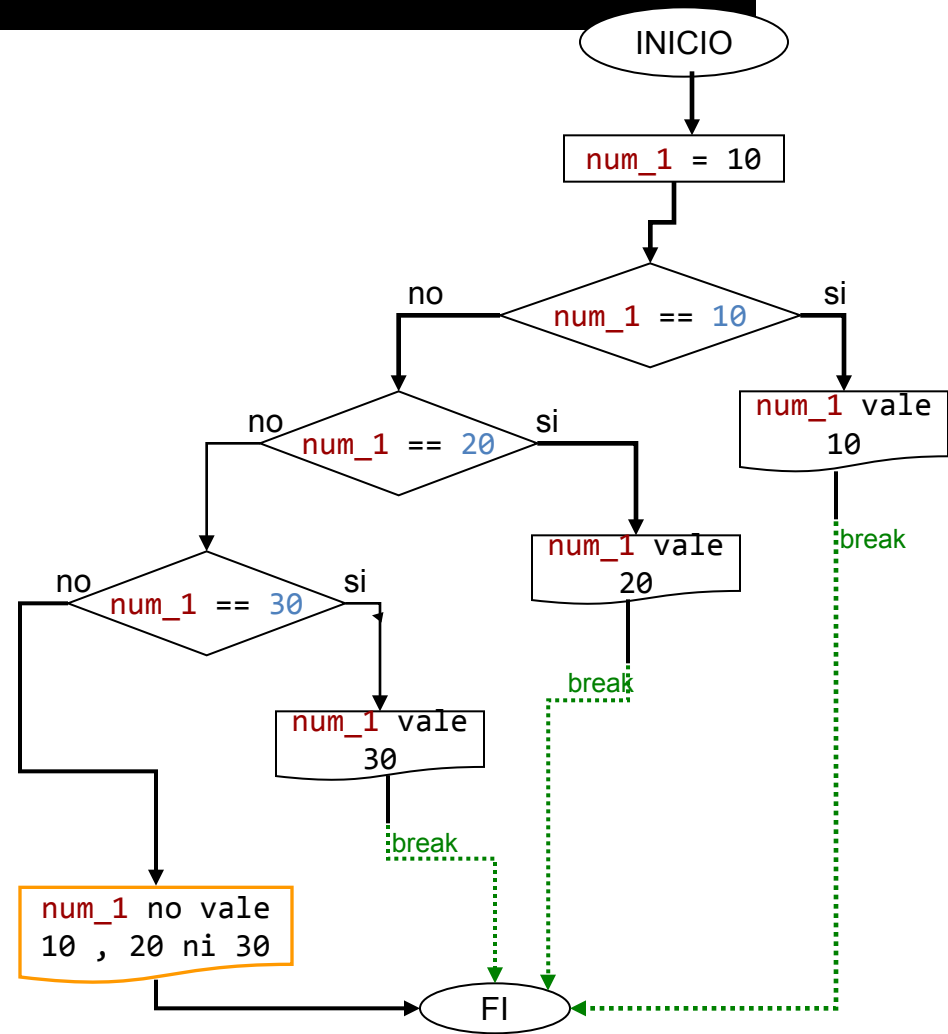 INICIO
num_1 = 10
no
si
num_1 == 10
num_1 vale
10
no
si
num_1 == 20
break
num_1 vale
20
no
si
num_1 == 30
break
num_1 vale
30
break
num_1 no vale
10 , 20 ni 30
FI